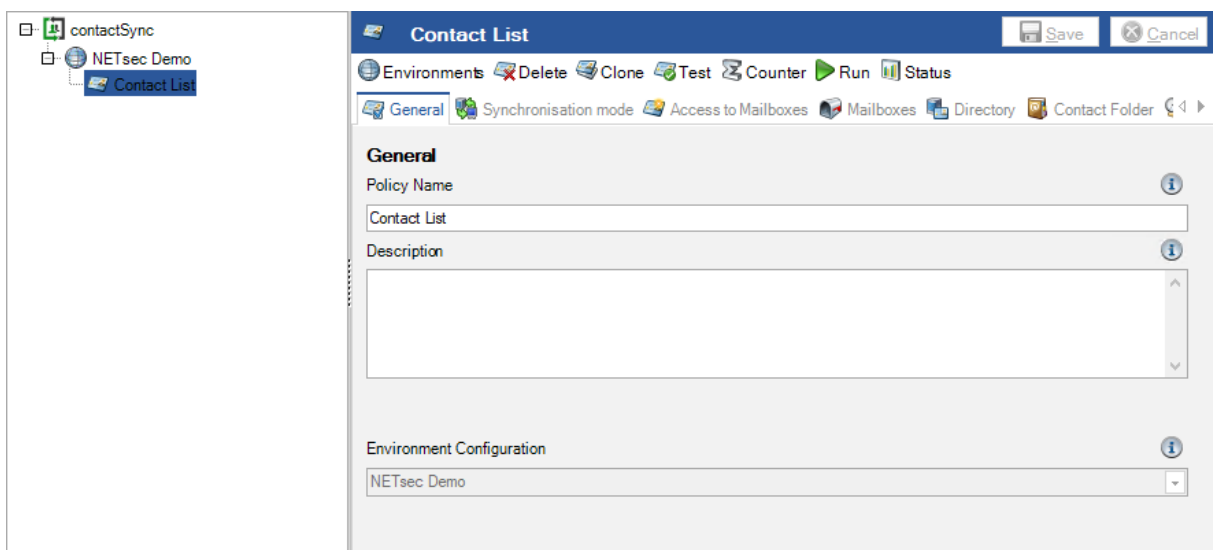 contactSync
NETsec Demo
Contact List
Contact List
Save
Cancel
Environments Delete Clone Test Counter Run Status
General Synchronisation mode Access to Mailboxes Mailboxes Directory Contact Folder
General
Policy Name
Contact List
Description
Environment Configuration
NETsec Demo